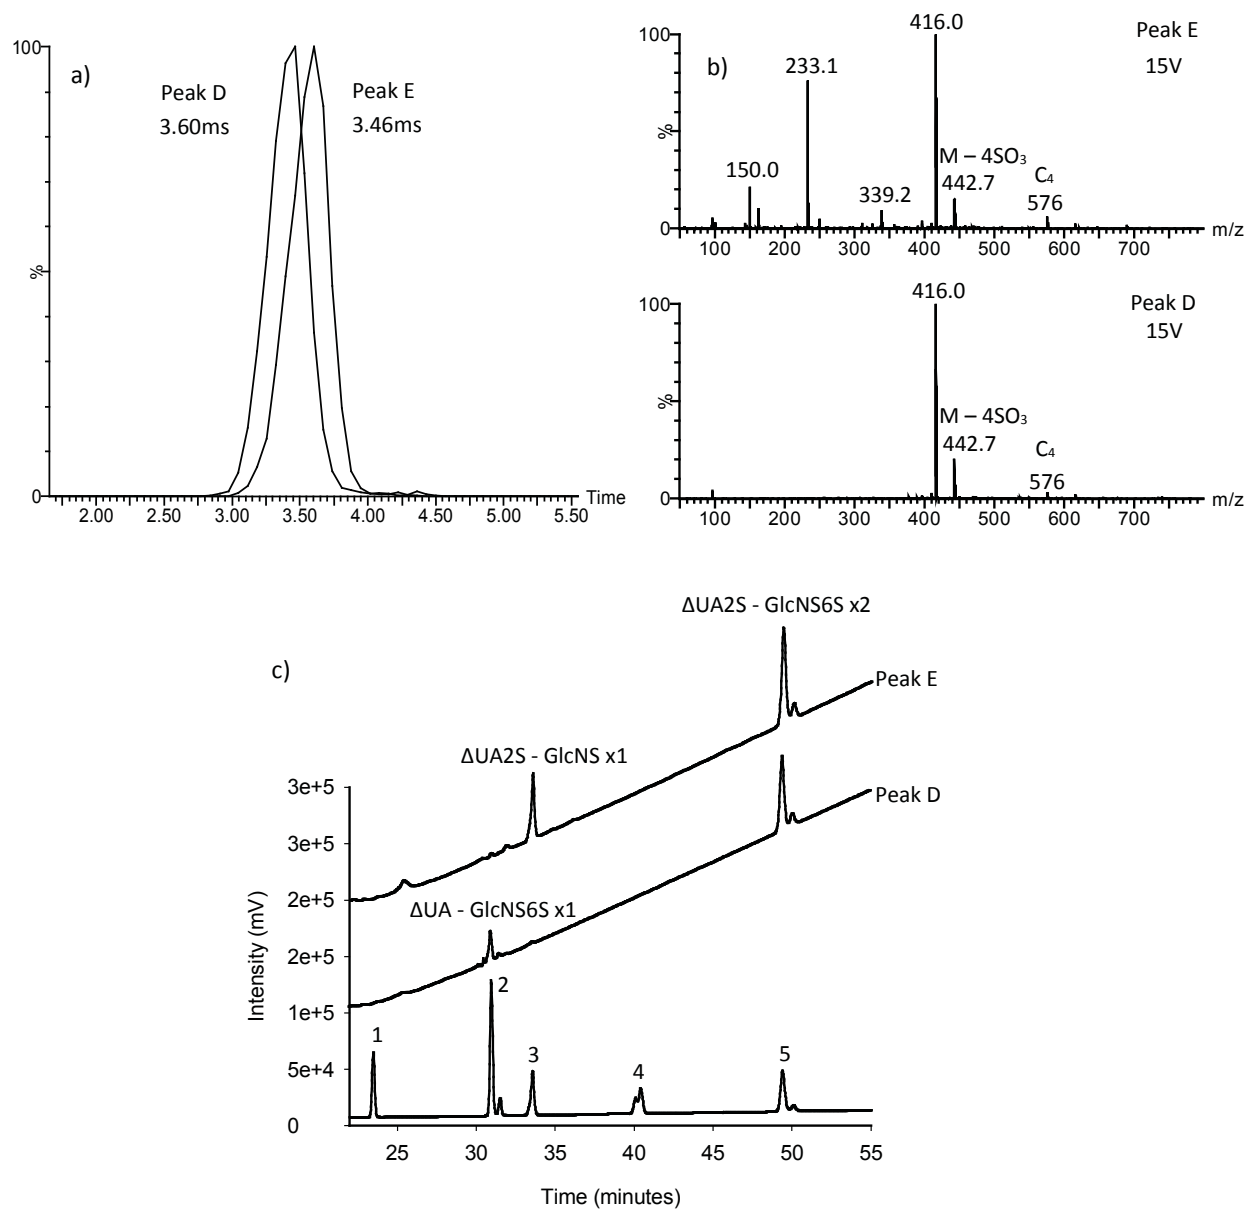 a)
100
%
0
Peak D
3.60ms
Peak E
3.46ms
2.00 2.50 3.00 3.50 4.00 4.50 5.00 5.50
Time
b)
Peak E
15V
100
%
0
150.0
233.1
339.2
416.0
M – 4SO₃
442.7
C₄
576
100 200 300 400 500 600 700
m/z
Peak D
15V
100
%
0
416.0
M – 4SO₃
442.7
C₄
576
100 200 300 400 500 600 700
m/z
c)
ΔUA2S - GlcNS6S x2
Peak E
ΔUA2S - GlcNS x1
Peak D
ΔUA - GlcNS6S x1
3e+5
3e+5
2e+5
2e+5
1e+5
5e+4
0
Intensity (mV)
1
2
3
4
5
25 30 35 40 45 50 55
Time (minutes)